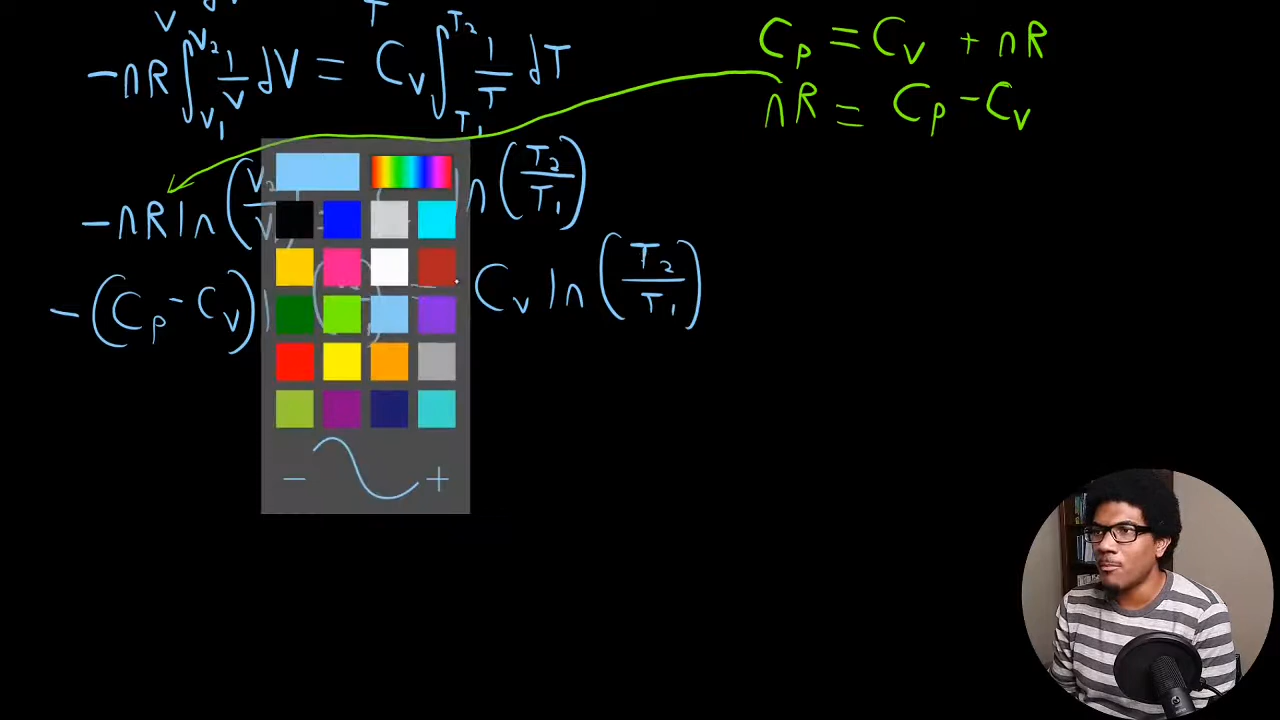 -nR ∫_{V₁}^{V₂} 1/V dV = C_V ∫_{T₁}^{T₂} 1/T dT
C_P = C_V + nR
nR = C_P - C_V
-nR ln(V₂/V ln(T₂/T₁)
-(C_P - C_V) l = C_V ln(T₂/T₁)
- +